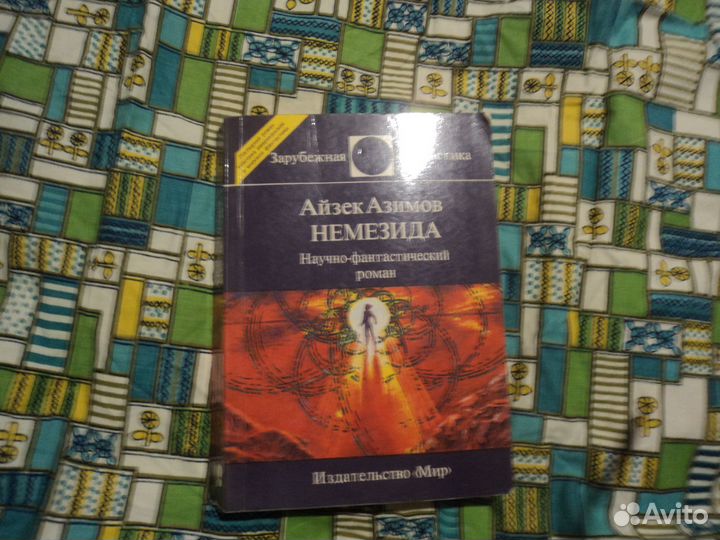 Зарубежная
Айзек Азимов
НЕМЕЗИДА
Научно-фантастический
роман
Издательство «Мир»
Avito